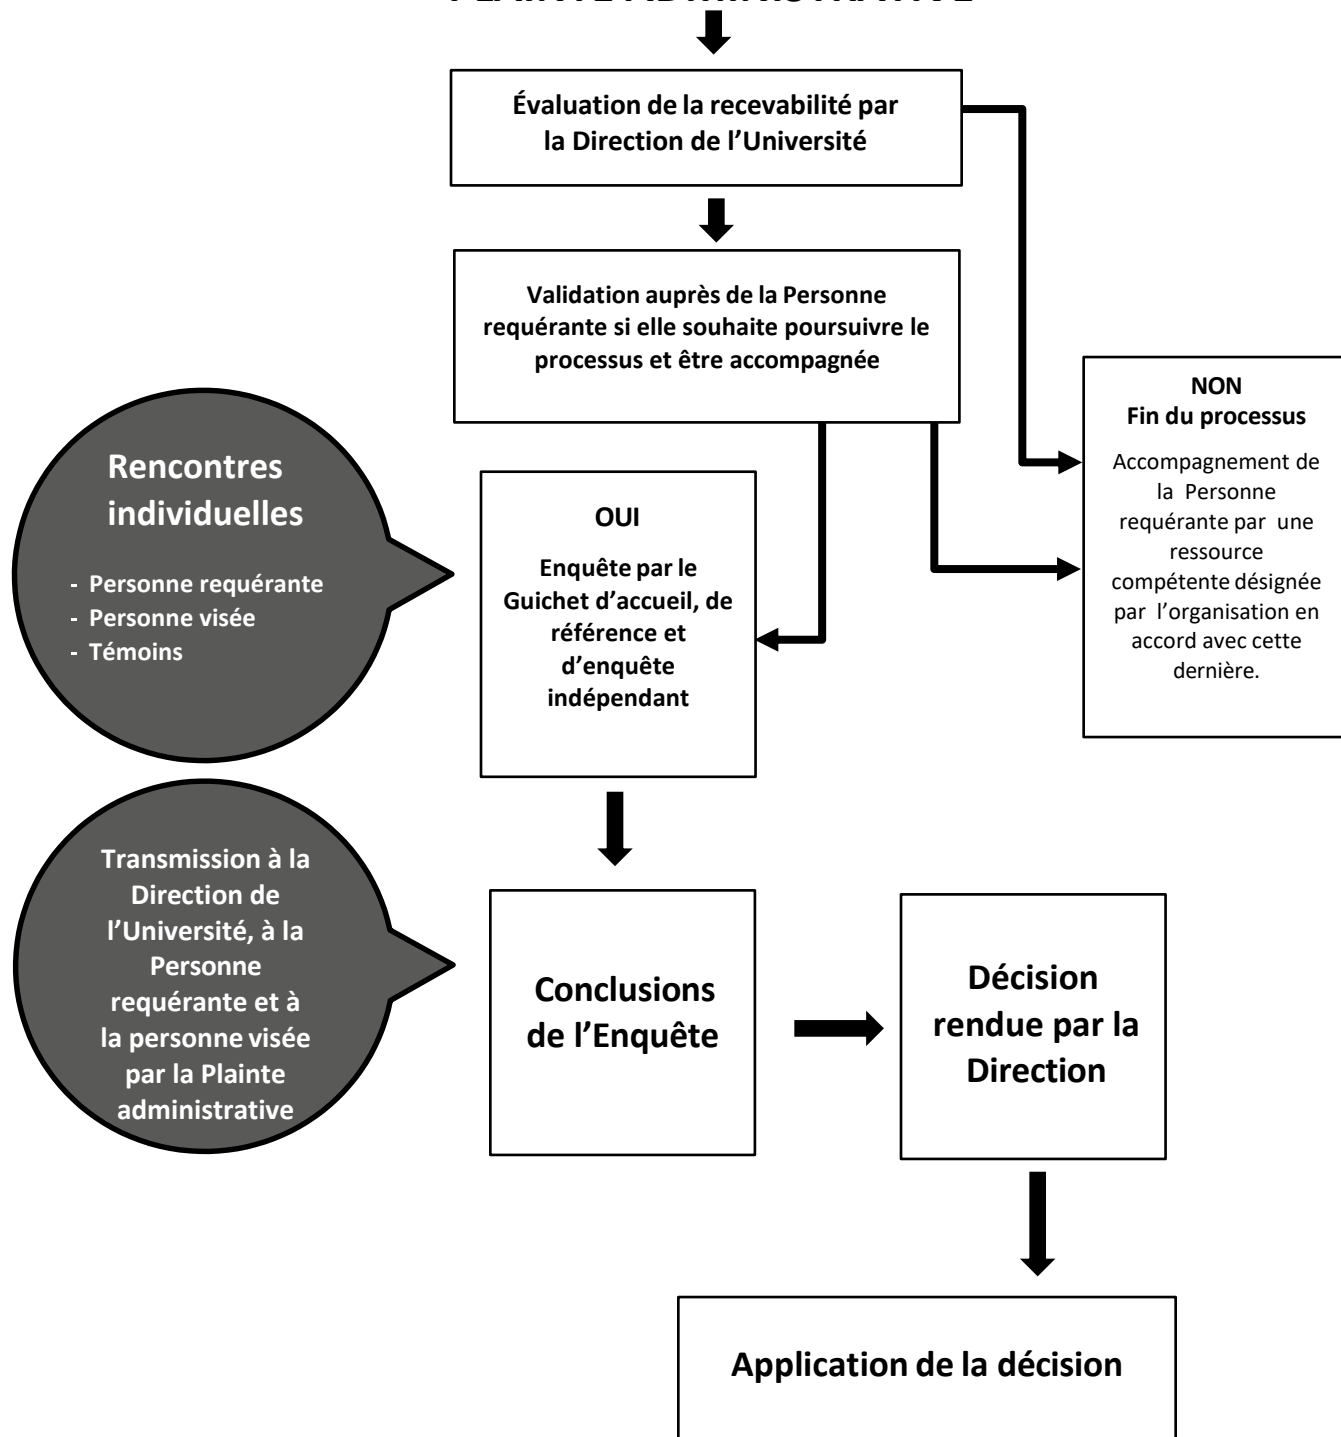 Évaluation de la recevabilité par
la Direction de l’Université
Validation auprès de la Personne
requérante si elle souhaite poursuivre le
processus et être accompagnée
NON
Fin du processus
Accompagnement de
la Personne
requérante par une
ressource
compétente désignée
par l’organisation en
accord avec cette
dernière.
Rencontres
individuelles
- Personne requérante
- Personne visée
- Témoins
OUI
Enquête par le
Guichet d’accueil, de
référence et
d’enquête
indépendant
Transmission à la
Direction de
l’Université, à la
Personne
requérante et à
la personne visée
par la Plainte
administrative
Conclusions
de l’Enquête
Décision
rendue par la
Direction
Application de la décision